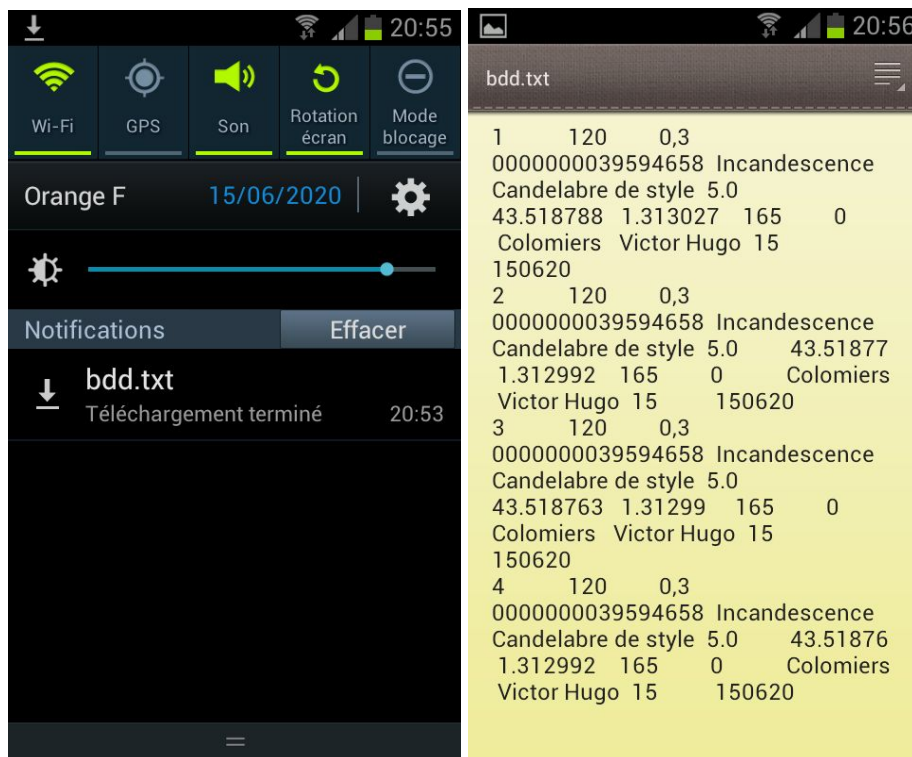 20:55
Wi-Fi GPS Son Rotation écran Mode blocage
Orange F 15/06/2020
Notifications Effacer
bdd.txt
Téléchargement terminé 20:53
20:56
bdd.txt
1 120 0,3
0000000039594658 Incandescence
Candelabre de style 5.0
43.518788 1.313027 165 0
Colomiers Victor Hugo 15
150620
2 120 0,3
0000000039594658 Incandescence
Candelabre de style 5.0 43.51877
1.312992 165 0 Colomiers
Victor Hugo 15 150620
3 120 0,3
0000000039594658 Incandescence
Candelabre de style 5.0
43.518763 1.31299 165 0
Colomiers Victor Hugo 15
150620
4 120 0,3
0000000039594658 Incandescence
Candelabre de style 5.0 43.51876
1.312992 165 0 Colomiers
Victor Hugo 15 150620